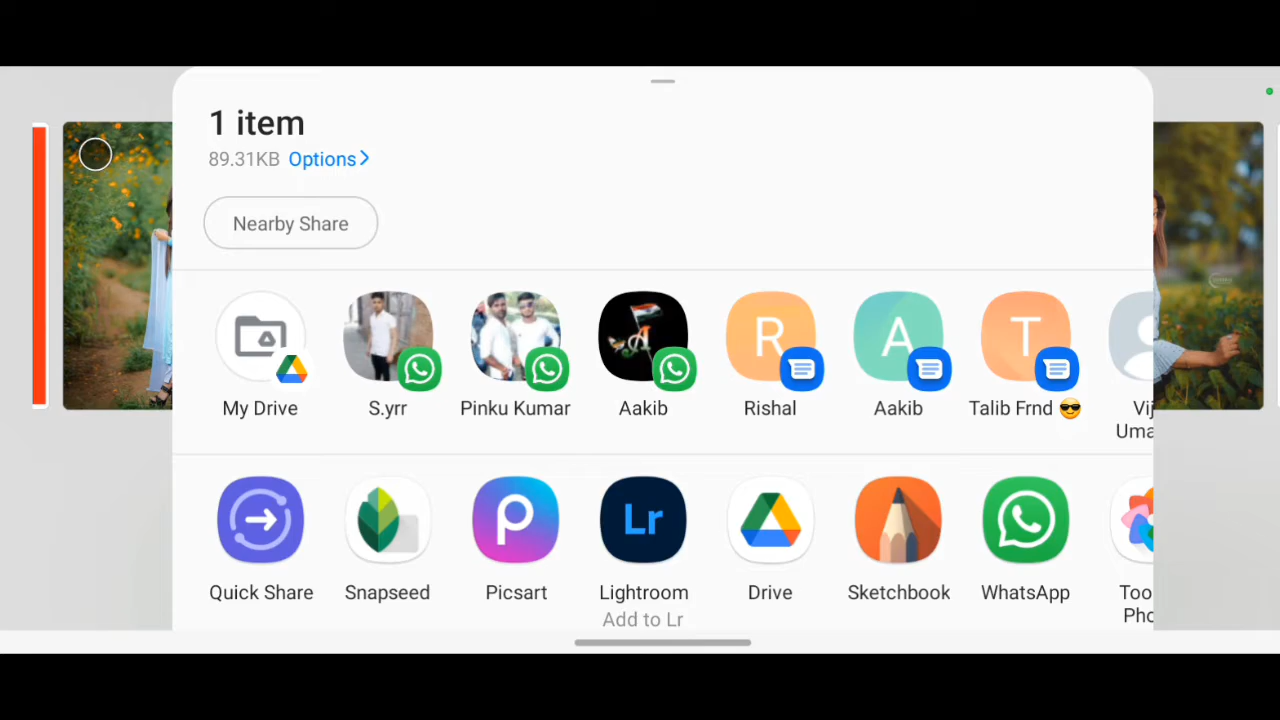 1 item
89.31KB Options
Nearby Share
My Drive
S.yrr
Pinku Kumar
Aakib
R
Rishal
A
Aakib
T
Talib Frnd 😎
Lr
Quick Share
Snapseed
Picsart
Lightroom
Add to Lr
Drive
Sketchbook
WhatsApp